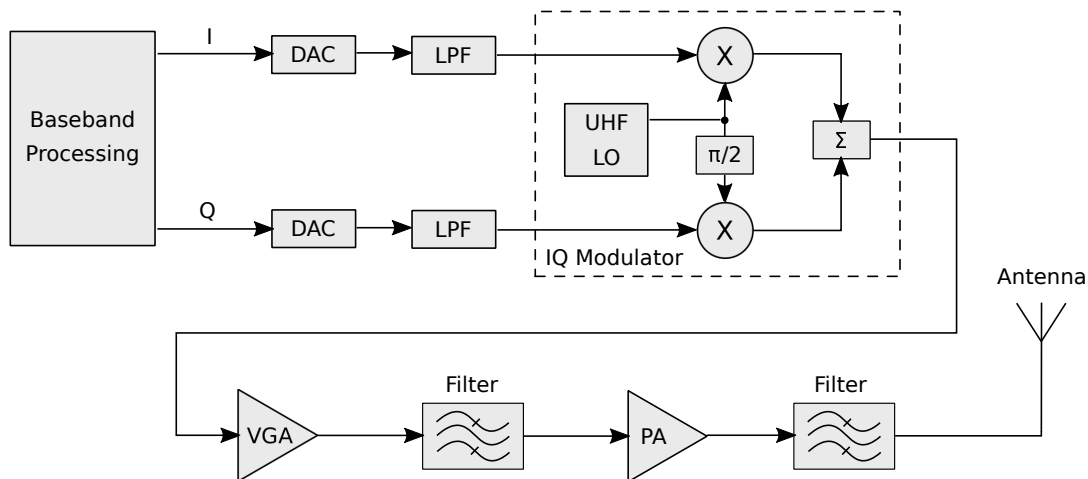 Baseband
Processing
I
DAC
LPF
X
UHF
LO
π/2
Σ
Q
DAC
LPF
X
IQ Modulator
Antenna
VGA
Filter
PA
Filter